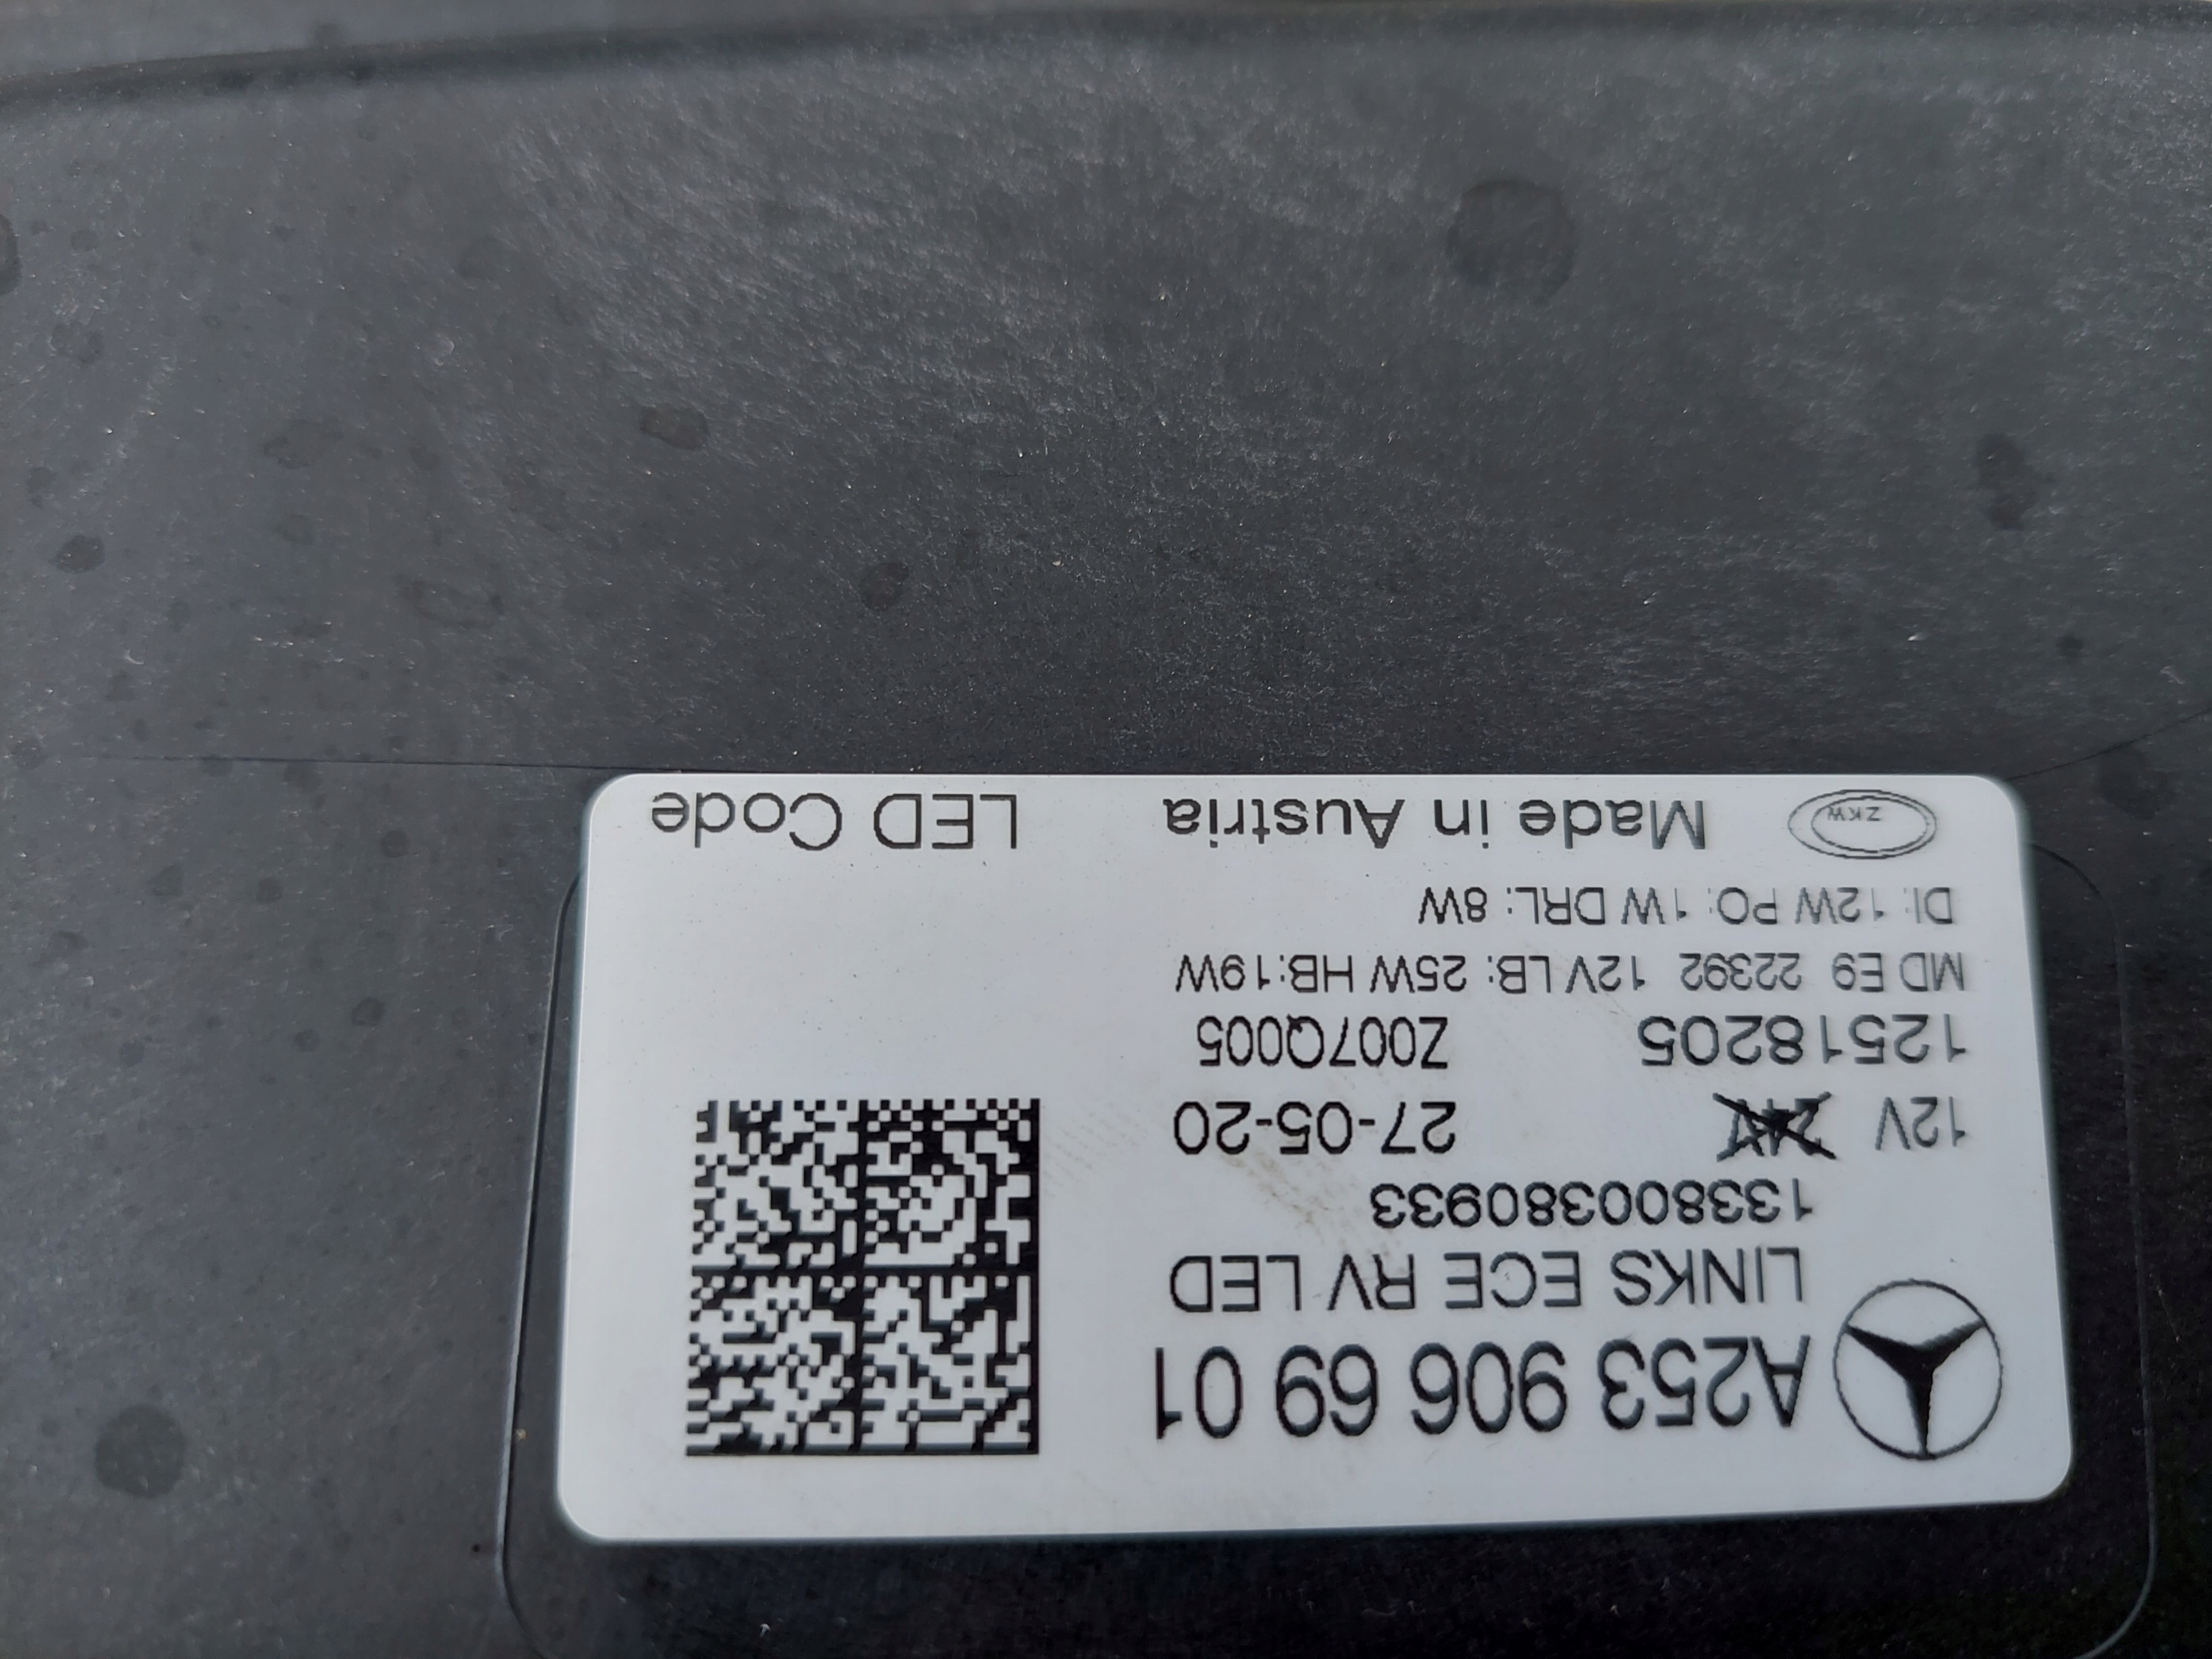 A253 906 69 01
LINKS ECE RV LED
133800380933
12V 24V 27-05-20
12518205 Z007Q005
MD E9 22392 12V LB: 25W HB:19W
DI: 12W PO: 1W DRL: 8W
ZKW Made in Austria LED Code